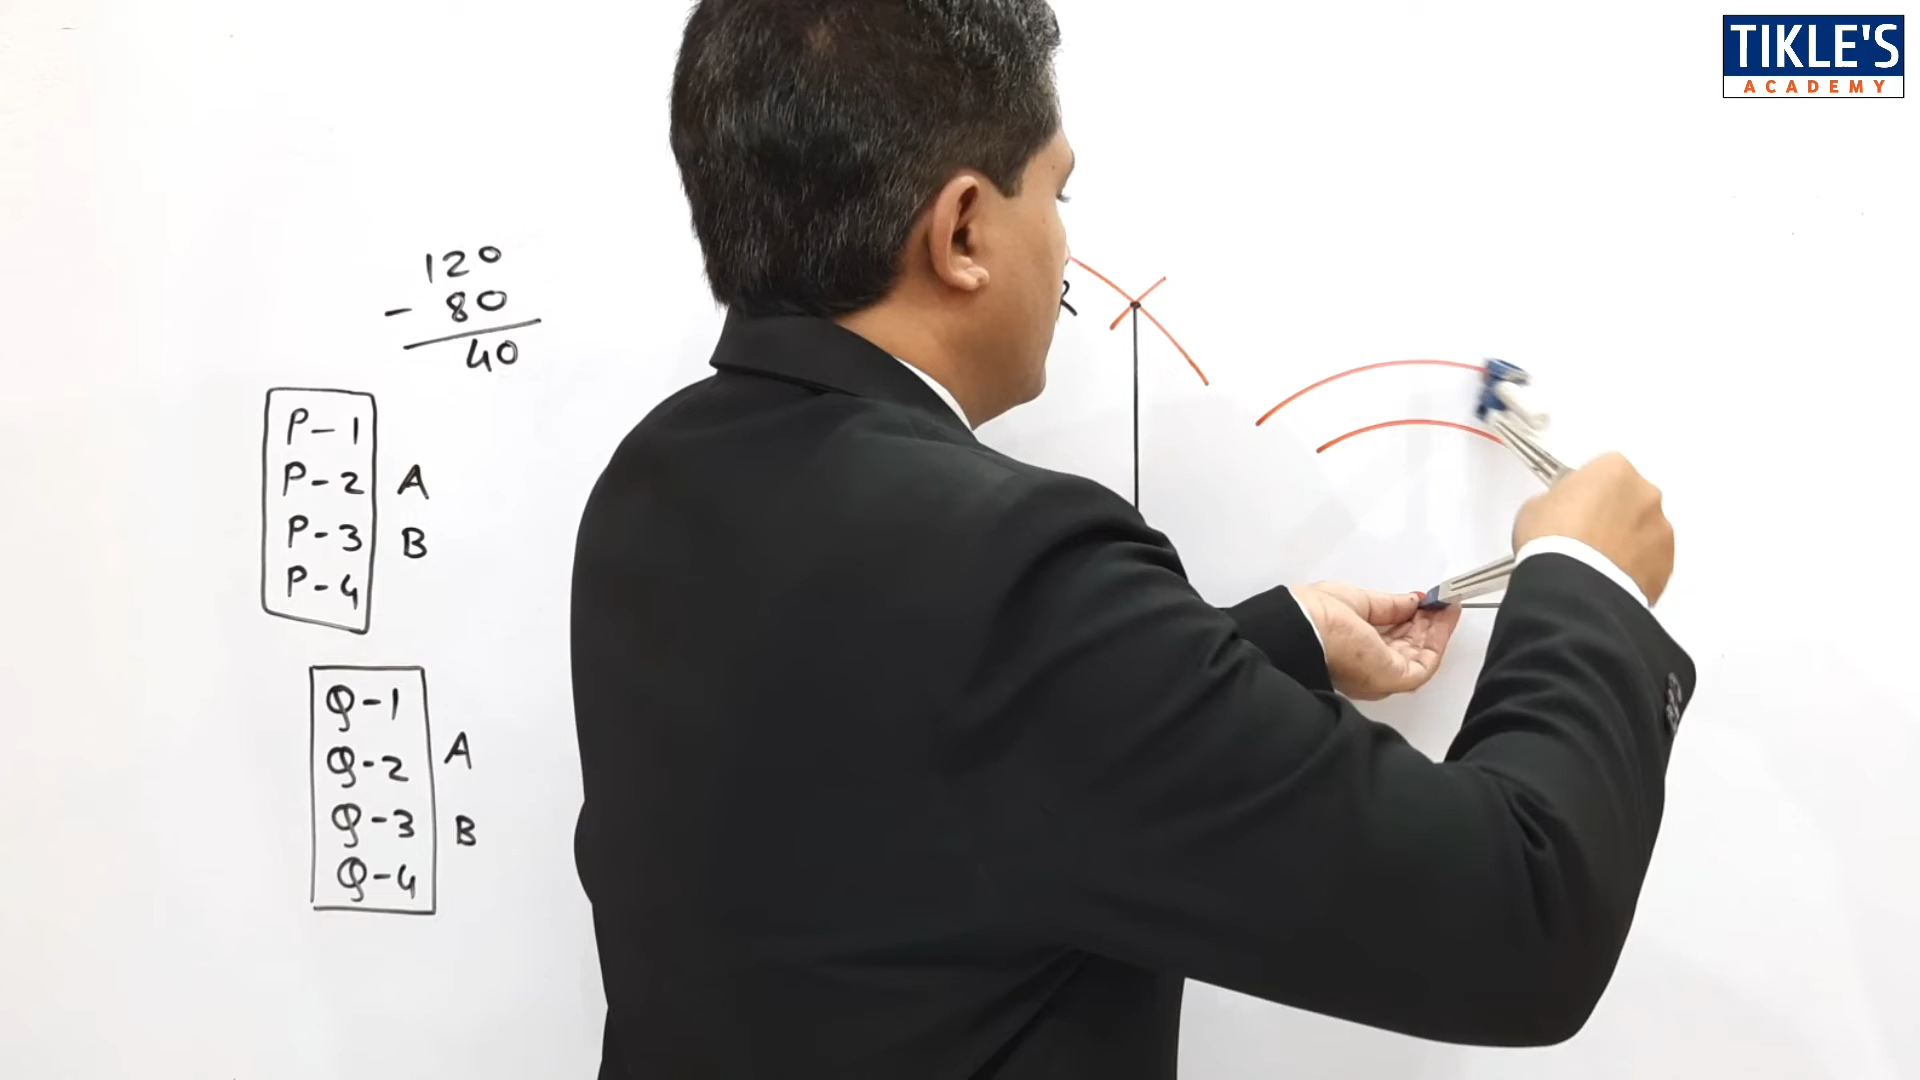 TIKLE'S
ACADEMY
120
- 80
40
P-1
P-2 A
P-3 B
P-4
Q-1
Q-2 A
Q-3 B
Q-4